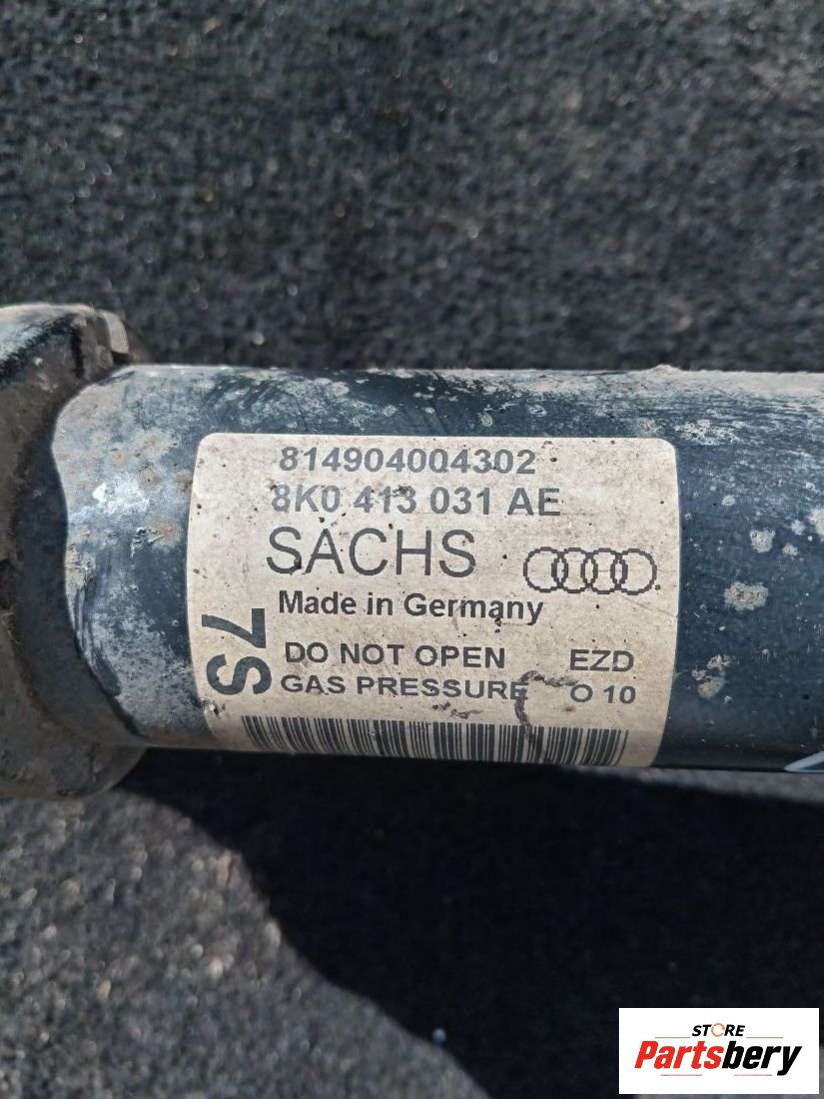 814904004302
8K0 413 031 AE
SACHS
Made in Germany
7S
DO NOT OPEN EZD
GAS PRESSURE O 10
STORE
Partsbery